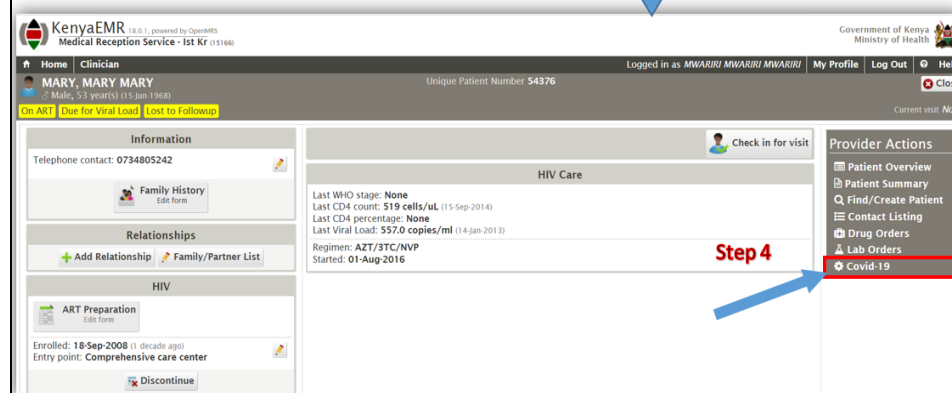 KenyaEMR 18.0.1, powered by OpenMRS
Medical Reception Service - Ist Kr (15166)
Government of Kenya
Ministry of Health
Home Clinician
Logged in as MWARIRI MWARIRI MWARIRI My Profile Log Out Hel
MARY, MARY MARY
Male, 53 year(s) (15-Jun-1968)
Unique Patient Number 54376
Clos
On ART Due for Viral Load Lost to Followup
Current visit No
Information
Telephone contact: 0734805242
Family History
Edit form
Relationships
Add Relationship Family/Partner List
HIV
ART Preparation
Edit form
Enrolled: 18-Sep-2008 (1 decade ago)
Entry point: Comprehensive care center
Discontinue
Check in for visit
HIV Care
Last WHO stage: None
Last CD4 count: 519 cells/uL (15-Sep-2014)
Last CD4 percentage: None
Last Viral Load: 557.0 copies/ml (14-Jan-2013)
Regimen: AZT/3TC/NVP
Started: 01-Aug-2016
Step 4
Provider Actions
Patient Overview
Patient Summary
Find/Create Patient
Contact Listing
Drug Orders
Lab Orders
Covid-19